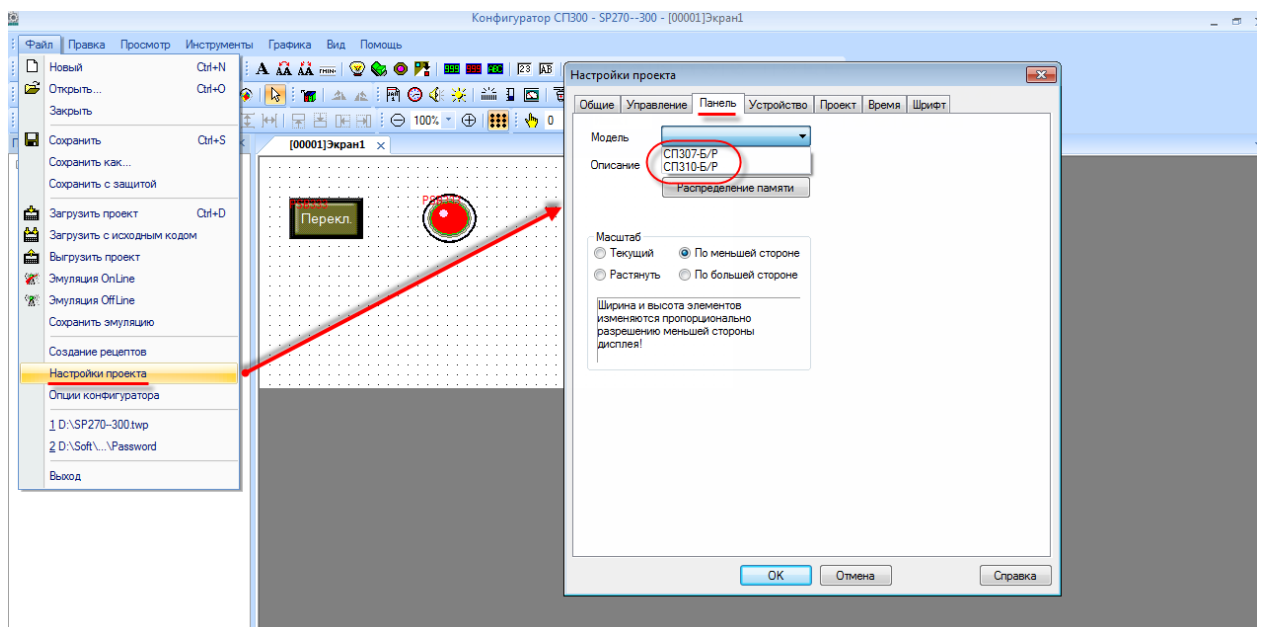 Конфигуратор СП300 - SP270--300 - [00001]Экран1
Файл Правка Просмотр Инструменты Графика Вид Помощь
Новый Ctrl+N
Открыть... Ctrl+O
Закрыть
Сохранить Ctrl+S
Сохранить как...
Сохранить с защитой
Загрузить проект Ctrl+D
Загрузить с исходным кодом
Выгрузить проект
Эмуляция OnLine
Эмуляция OffLine
Сохранить эмуляцию
Создание рецептов
Настройки проекта
Опции конфигуратора
1 D:\SP270--300.twp
2 D:\Soft\...\Password
Выход
100%
0
[00001]Экран1
PSB333
Перекл.
Настройки проекта
Общие Управление Панель Устройство Проект Время Шрифт
Модель
СП307-Б/Р
СП310-Б/Р
Описание
Распределение памяти
Масштаб
Текущий По меньшей стороне
Растянуть По большей стороне
Ширина и высота элементов
изменяются пропорционально
разрешению меньшей стороны
дисплея!
OK Отмена Справка